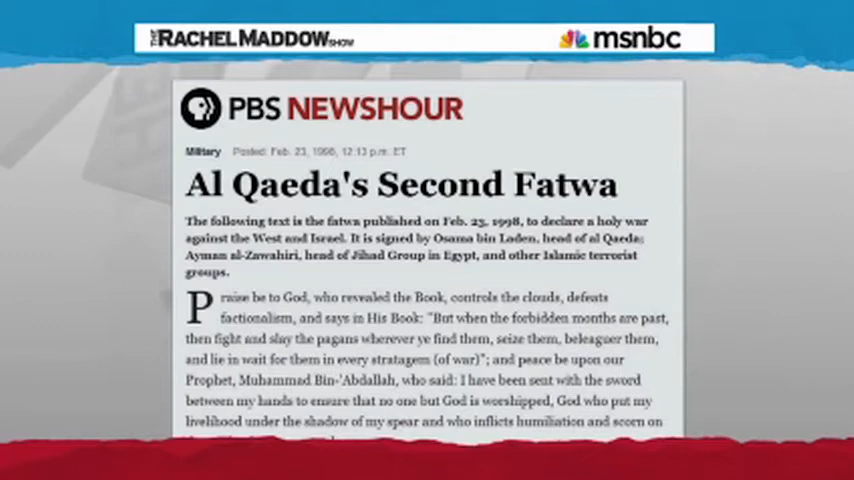 THE RACHEL MADDOW SHOW
msnbc
PBS NEWSHOUR
Military Posted: Feb. 23, 1998, 12:13 p.m. ET
Al Qaeda's Second Fatwa
The following text is the fatwa published on Feb. 23, 1998, to declare a holy war
against the West and Israel. It is signed by Osama bin Laden, head of al Qaeda;
Ayman al-Zawahiri, head of Jihad Group in Egypt, and other Islamic terrorist
groups.
Praise be to God, who revealed the Book, controls the clouds, defeats
factionalism, and says in His Book: "But when the forbidden months are past,
then fight and slay the pagans wherever ye find them, seize them, beleaguer them,
and lie in wait for them in every stratagem (of war)"; and peace be upon our
Prophet, Muhammad Bin-'Abdallah, who said: I have been sent with the sword
between my hands to ensure that no one but God is worshipped, God who put my
livelihood under the shadow of my spear and who inflicts humiliation and scorn on